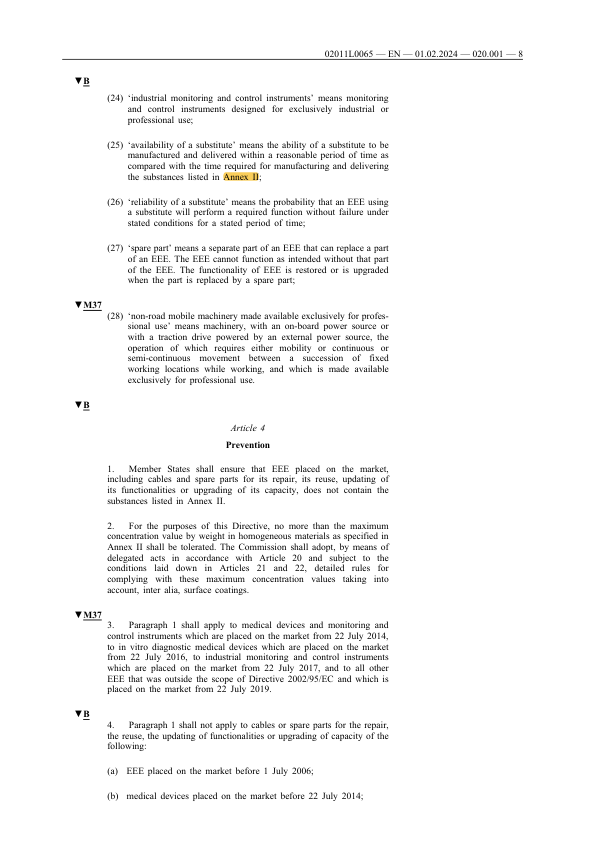 02011L0065 — EN — 01.02.2024 — 020.001 — 8
▼B
(24) ‘industrial monitoring and control instruments’ means monitoring
and control instruments designed for exclusively industrial or
professional use;
(25) ‘availability of a substitute’ means the ability of a substitute to be
manufactured and delivered within a reasonable period of time as
compared with the time required for manufacturing and delivering
the substances listed in Annex II;
(26) ‘reliability of a substitute’ means the probability that an EEE using
a substitute will perform a required function without failure under
stated conditions for a stated period of time;
(27) ‘spare part’ means a separate part of an EEE that can replace a part
of an EEE. The EEE cannot function as intended without that part
of the EEE. The functionality of EEE is restored or is upgraded
when the part is replaced by a spare part;
▼M37
(28) ‘non-road mobile machinery made available exclusively for profes-
sional use’ means machinery, with an on-board power source or
with a traction drive powered by an external power source, the
operation of which requires either mobility or continuous or
semi-continuous movement between a succession of fixed
working locations while working, and which is made available
exclusively for professional use.
▼B
Article 4
Prevention
1. Member States shall ensure that EEE placed on the market,
including cables and spare parts for its repair, its reuse, updating of
its functionalities or upgrading of its capacity, does not contain the
substances listed in Annex II.
2. For the purposes of this Directive, no more than the maximum
concentration value by weight in homogeneous materials as specified in
Annex II shall be tolerated. The Commission shall adopt, by means of
delegated acts in accordance with Article 20 and subject to the
conditions laid down in Articles 21 and 22, detailed rules for
complying with these maximum concentration values taking into
account, inter alia, surface coatings.
▼M37
3. Paragraph 1 shall apply to medical devices and monitoring and
control instruments which are placed on the market from 22 July 2014,
to in vitro diagnostic medical devices which are placed on the market
from 22 July 2016, to industrial monitoring and control instruments
which are placed on the market from 22 July 2017, and to all other
EEE that was outside the scope of Directive 2002/95/EC and which is
placed on the market from 22 July 2019.
▼B
4. Paragraph 1 shall not apply to cables or spare parts for the repair,
the reuse, the updating of functionalities or upgrading of capacity of the
following:
(a) EEE placed on the market before 1 July 2006;
(b) medical devices placed on the market before 22 July 2014;